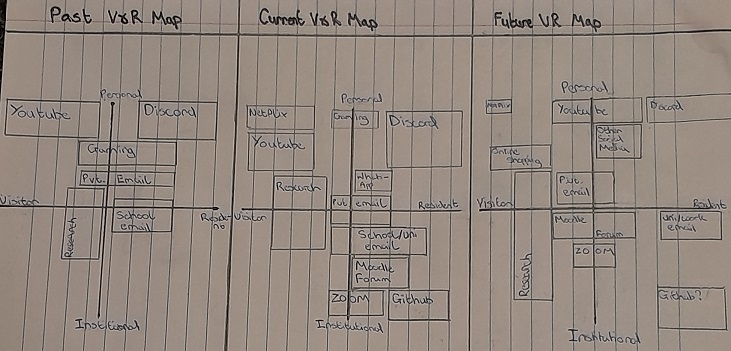 Past V&R Map
Personal
Youtube
Discord
Gaming
Pvt. Email
Visitor
School
email
Research
Institional
Current V&R Map
Personal
Netflix
Gaming
Discord
Youtube
Whats-
App
Research
Pvt email
Resident
Visitor
School/uni
email
Moodle
Forum
ZOOM
Github
Institutional
Future VR Map
Personal
Youtube
Discord
Other
Social
Media
Online
Shopping
Pvt.
email
Visitor
Resident
Moodle
Forum
Uni/work
email
ZOOM
Research
Github?
Institutional